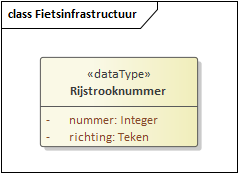 class Fietsinfrastructuur
«dataType»
Rijstrooknummer
- nummer: Integer
- richting: Teken